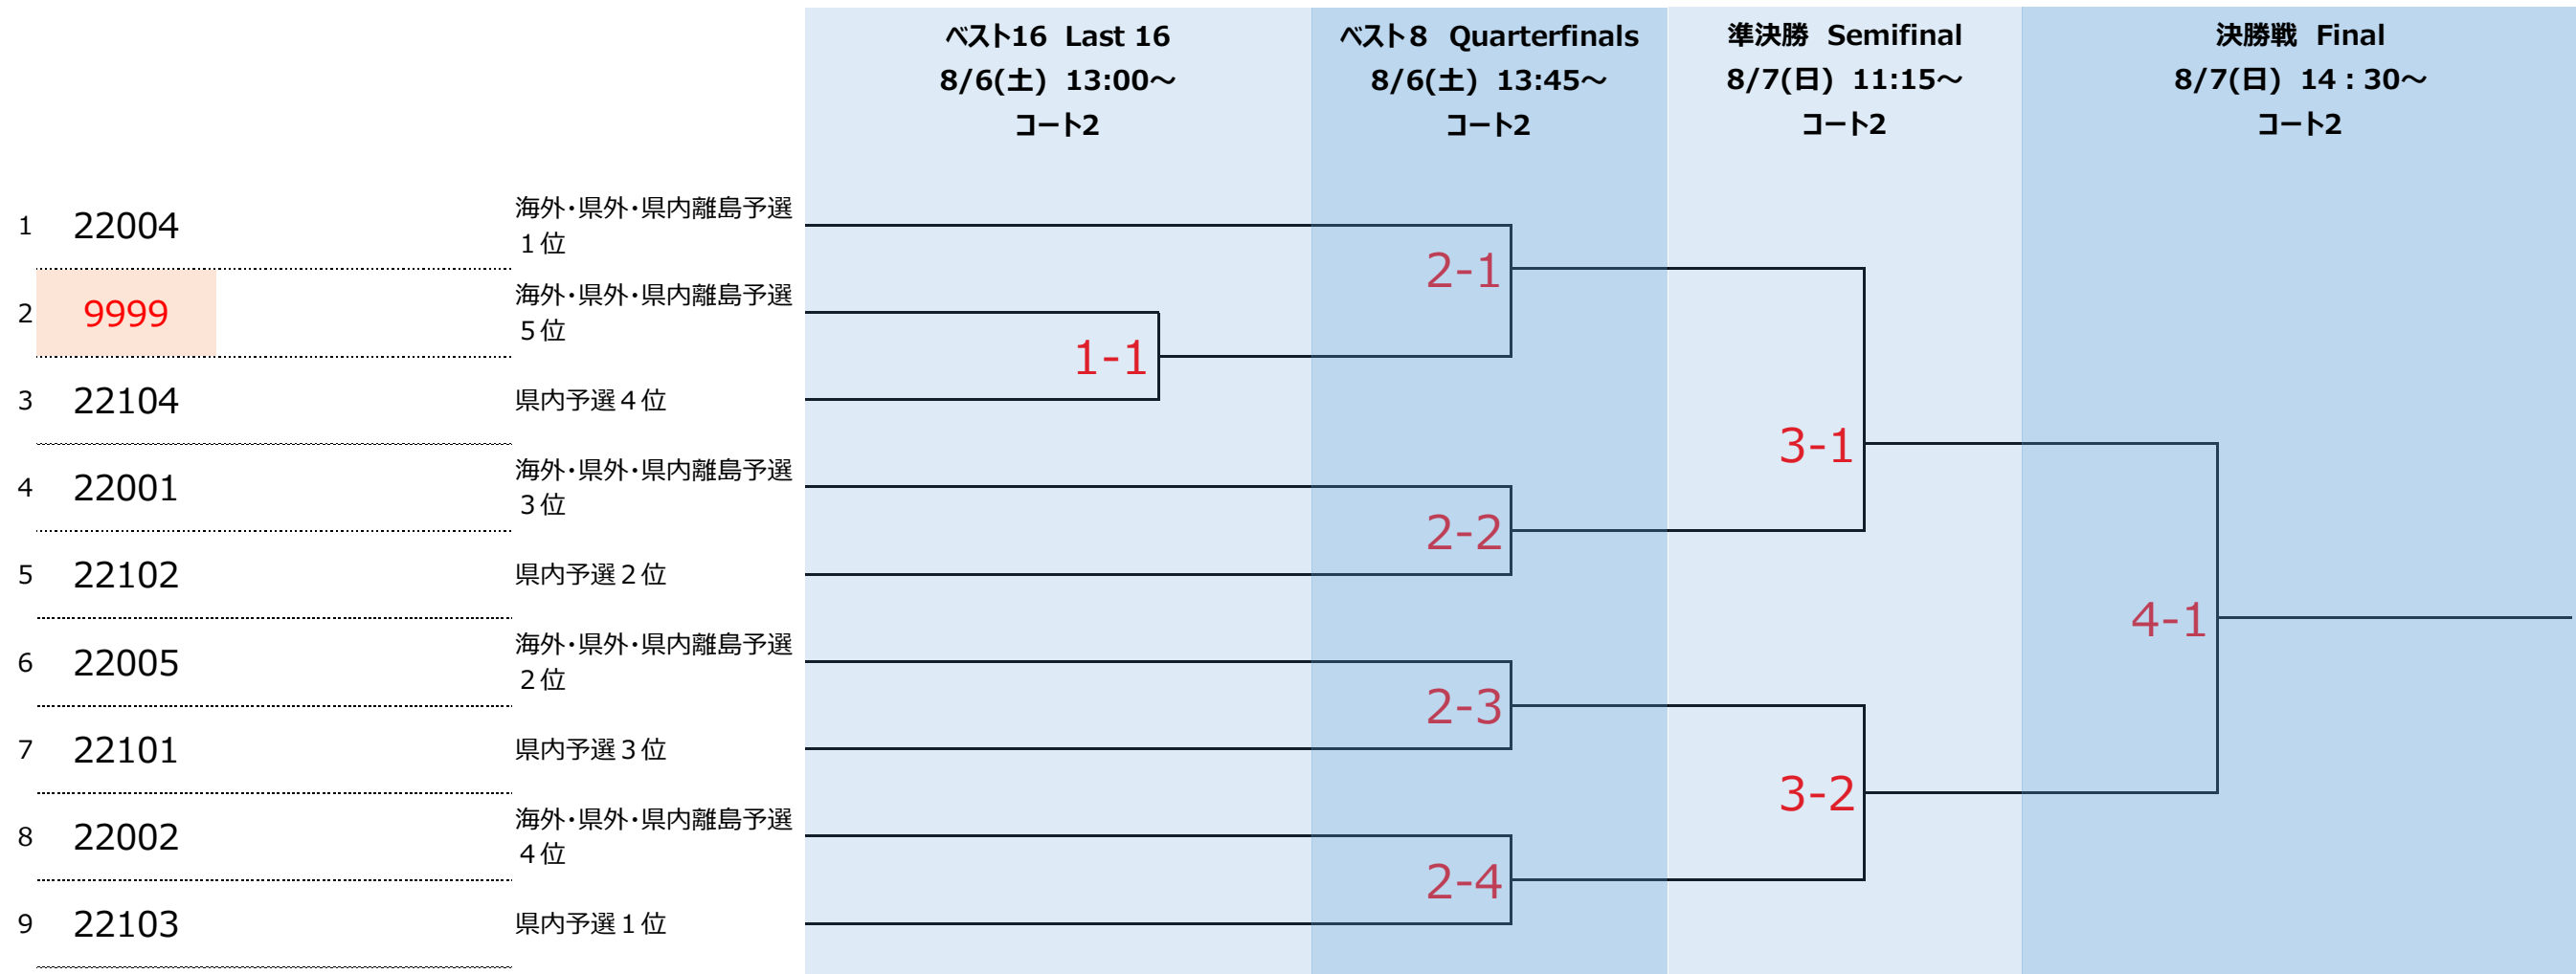 ベスト16 Last 16
8/6(土) 13:00～
コート2
ベスト８ Quarterfinals
8/6(土) 13:45～
コート2
準決勝 Semifinal
8/7(日) 11:15～
コート2
決勝戦 Final
8/7(日) 14：30～
コート2
1 22004 海外・県外・県内離島予選
１位
2 9999 海外・県外・県内離島予選
５位
3 22104 県内予選４位
4 22001 海外・県外・県内離島予選
３位
5 22102 県内予選２位
6 22005 海外・県外・県内離島予選
２位
7 22101 県内予選３位
8 22002 海外・県外・県内離島予選
４位
9 22103 県内予選１位
1-1
2-1
2-2
2-3
2-4
3-1
3-2
4-1